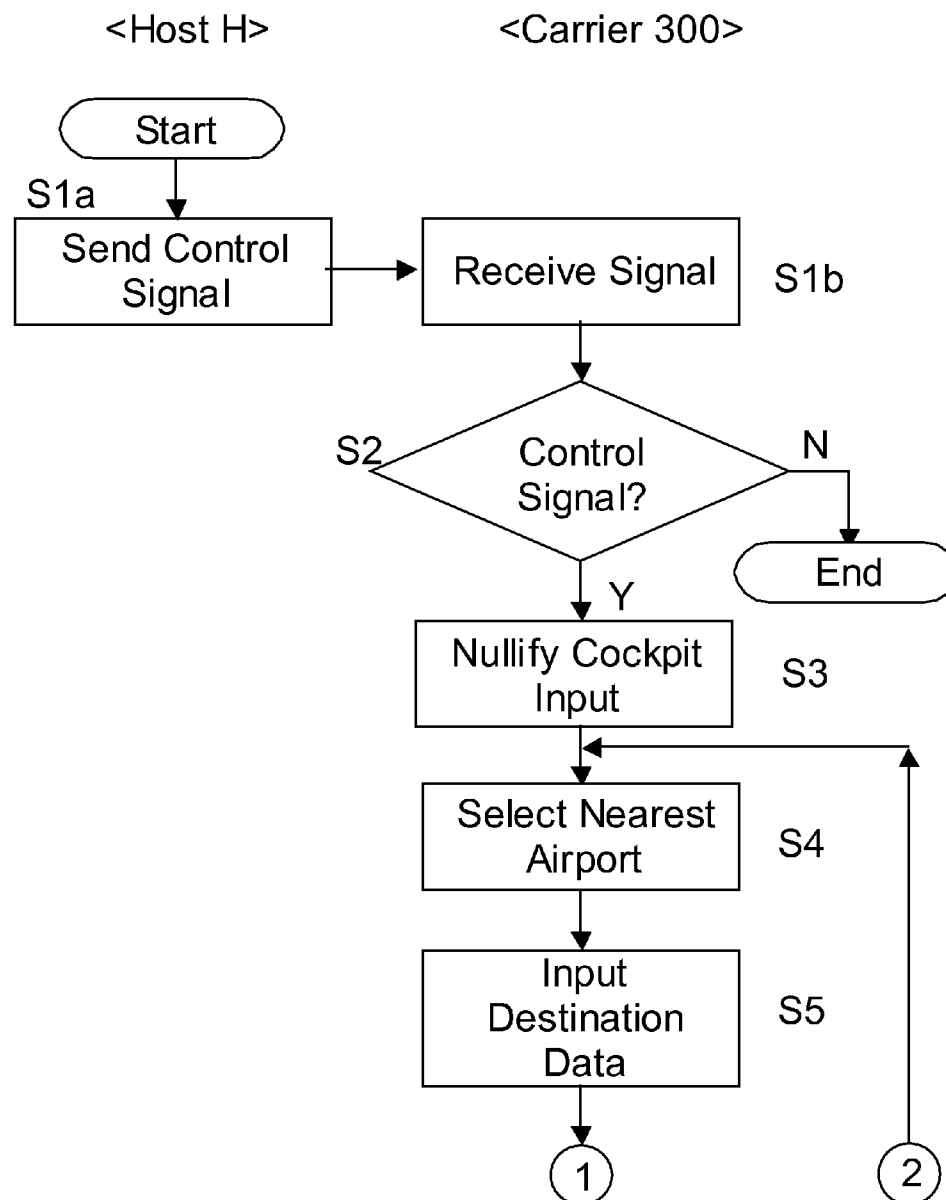 <Host H>
<Carrier 300>
Start
S1a
Send Control
Signal
Receive Signal
S1b
S2
Control
Signal?
N
End
Y
Nullify Cockpit
Input
S3
Select Nearest
Airport
S4
Input
Destination
Data
S5
1
2